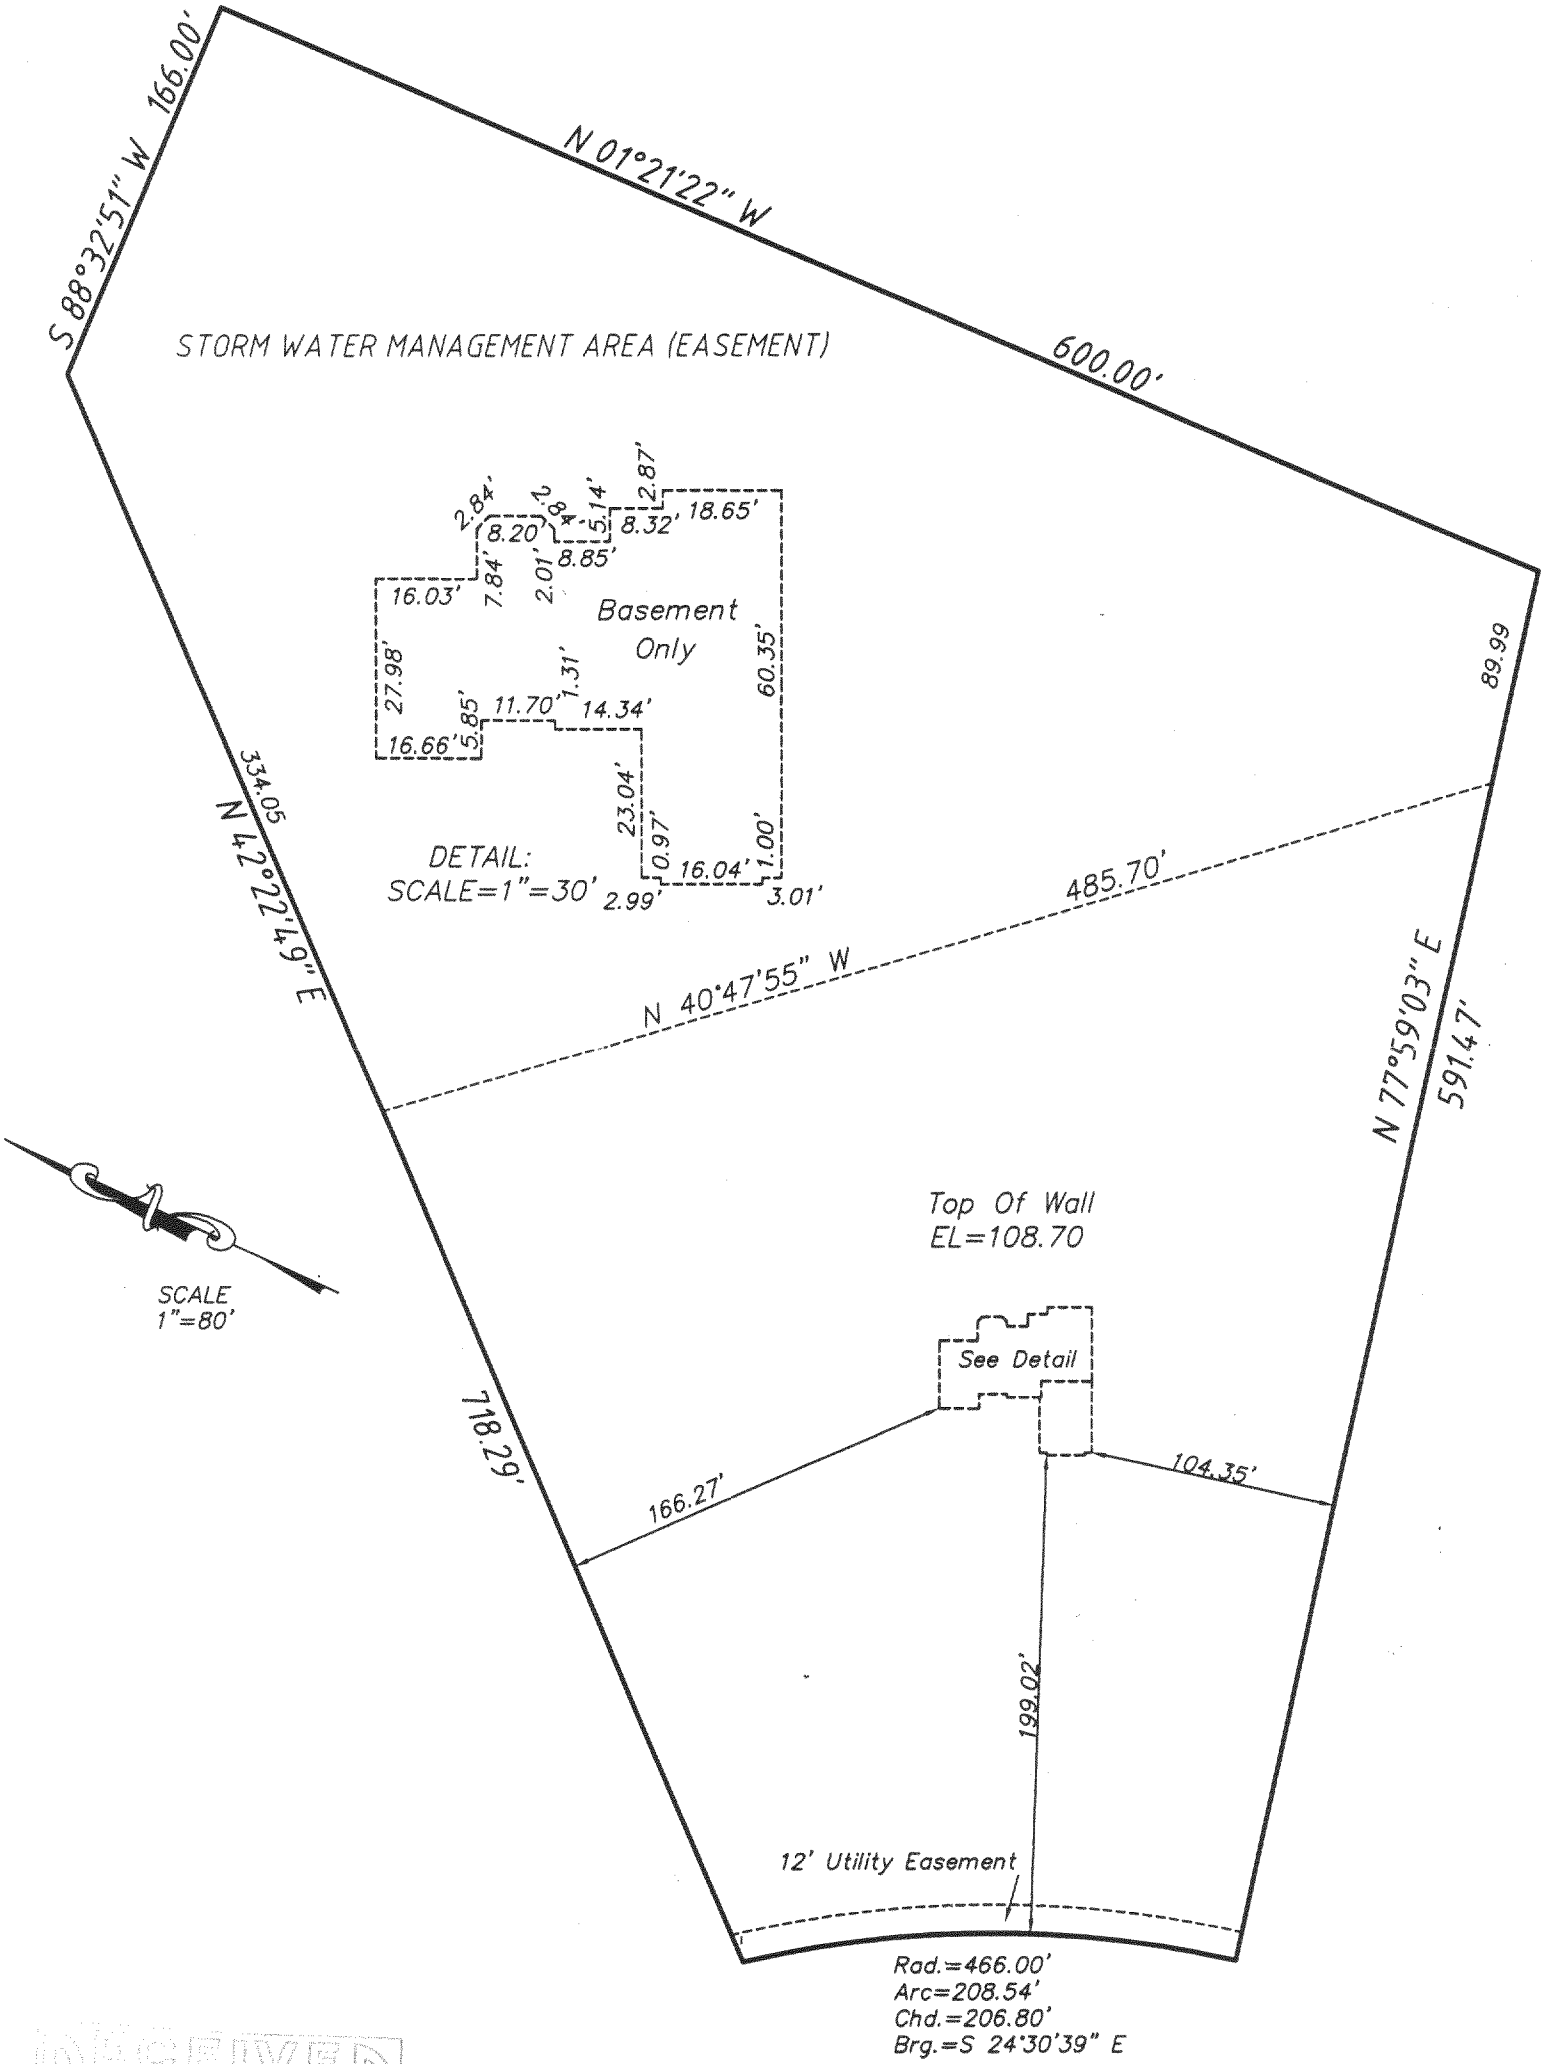 S 88°32'51" W 166.00'
N 01°21'22" W
600.00'
STORM WATER MANAGEMENT AREA (EASEMENT)
2.84'
8.20'
2.84'
5.14'
2.87'
8.32'
18.65'
7.84'
2.01'
8.85'
16.03'
Basement
Only
27.98'
60.35'
1.31'
11.70'
14.34'
5.85'
16.66'
23.04'
0.97'
16.04'
1.00'
2.99'
3.01'
DETAIL:
SCALE=1"=30'
89.99
334.05
N 42°22'49" E
718.29'
485.70'
N 40°47'55" W
N 77°59'03" E
591.47'
SCALE
1"=80'
Top Of Wall
EL=108.70
See Detail
166.27'
104.35'
199.02'
12' Utility Easement
Rad.=466.00'
Arc=208.54'
Chd.=206.80'
Brg.=S 24°30'39" E
RECEIVED